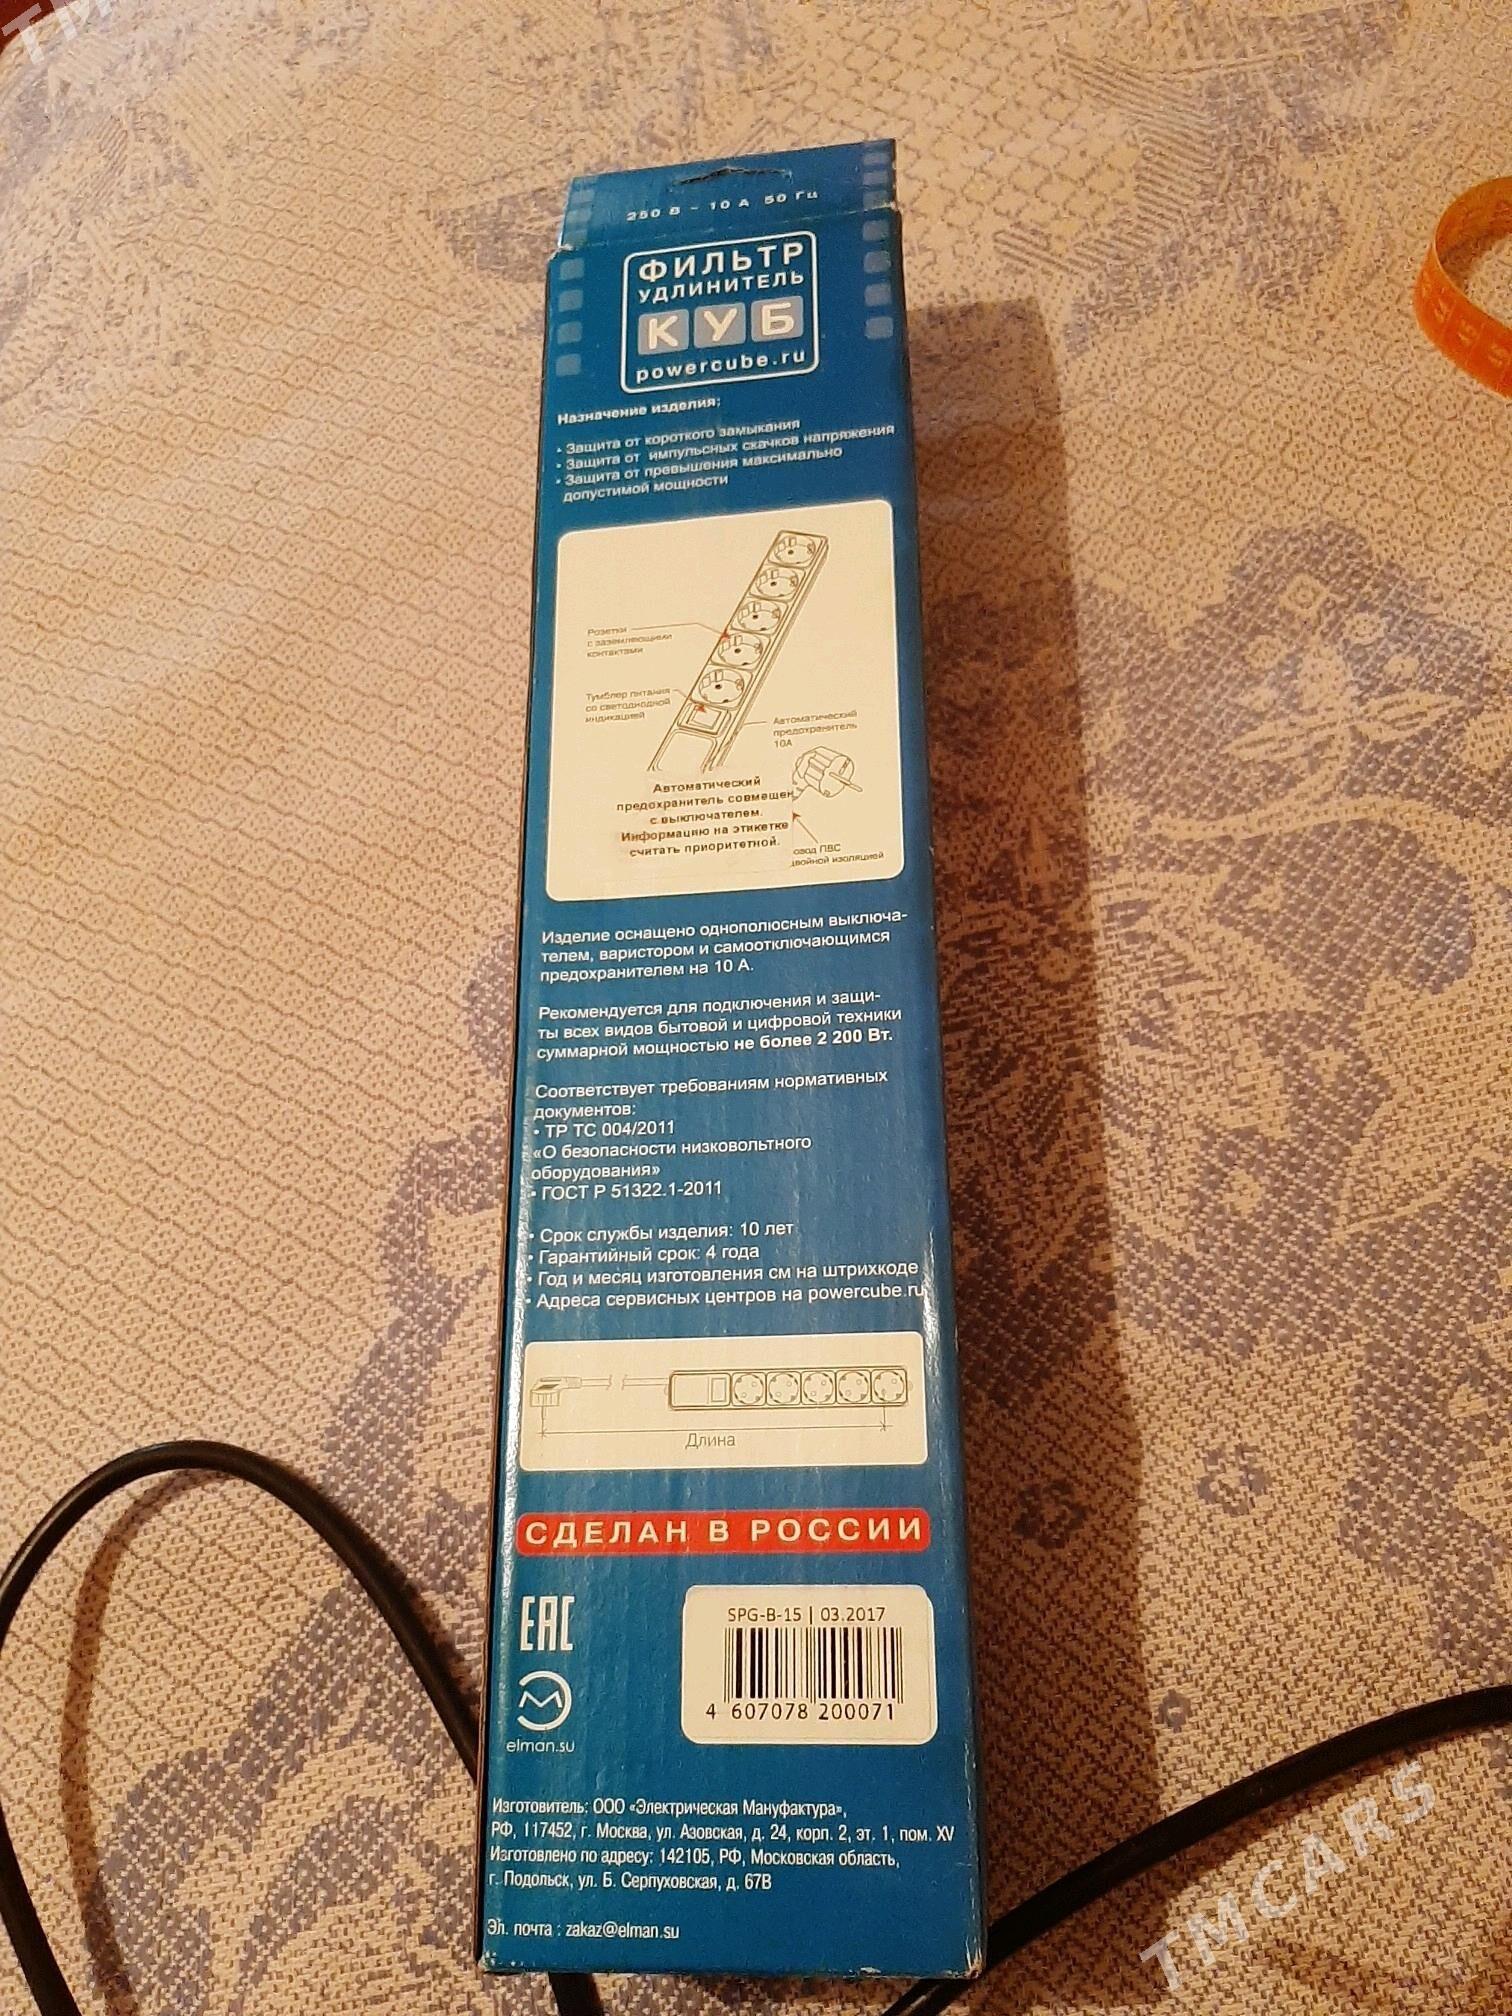 250 В ~ 10 А 50 Гц
ФИЛЬТР
УДЛИНИТЕЛЬ
КУБ
powercube.ru
Назначение изделия:
• Защита от короткого замыкания
• Защита от импульсных скачков напряжения
• Защита от превышения максимально
допустимой мощности
Розетки
с заземляющими
контактами
Тумблер питания
со светодиодной
индикацией
Автоматический
предохранитель
10А
Автоматический
предохранитель совмещен
с выключателем.
Информацию на этикетке
считать приоритетной.
овод ПВС
двойной изоляцией
Изделие оснащено однополюсным выключа-
телем, варистором и самоотключающимся
предохранителем на 10 А.
Рекомендуется для подключения и защи-
ты всех видов бытовой и цифровой техники
суммарной мощностью не более 2 200 Вт.
Соответствует требованиям нормативных
документов:
• ТР ТС 004/2011
«О безопасности низковольтного
оборудования»
• ГОСТ Р 51322.1-2011
• Срок службы изделия: 10 лет
• Гарантийный срок: 4 года
• Год и месяц изготовления см на штрихкоде
• Адреса сервисных центров на powercube.ru
Длина
СДЕЛАН В РОССИИ
EAC
SPG-B-15 | 03.2017
4 607078 200071
elman.su
Изготовитель: ООО «Электрическая Мануфактура»,
РФ, 117452, г. Москва, ул. Азовская, д. 24, корп. 2, эт. 1, пом. XV
Изготовлено по адресу: 142105, РФ, Московская область,
г. Подольск, ул. Б. Серпуховская, д. 67В
Эл. почта : zakaz@elman.su
TMCARS